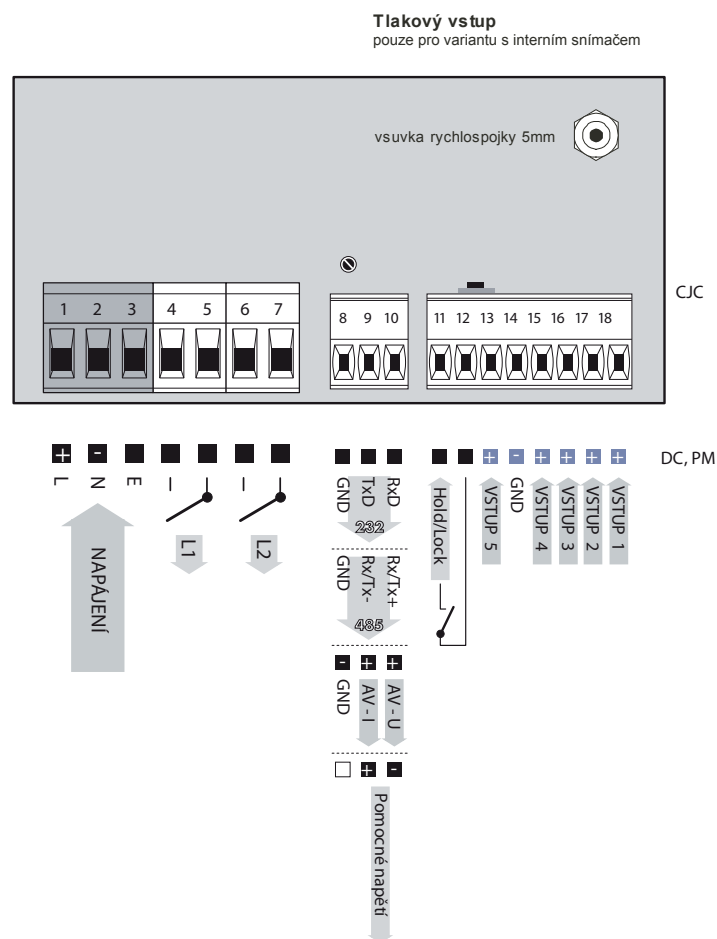 Tlakový vstup
pouze pro variantu s interním snímačem
vsuvka rychlospojky 5mm
CJC
1 2 3 4 5 6 7
8 9 10
11 12 13 14 15 16 17 18
DC, PM
+ -
L N E
NAPÁJENÍ
L1
L2
GND TxD RxD
232
GND Rx/Tx- Rx/Tx+
485
- + +
GND AV - I AV - U
+ -
Pomocné napětí
Hold/Lock
+ - + + + +
VSTUP 5
GND
VSTUP 4
VSTUP 3
VSTUP 2
VSTUP 1